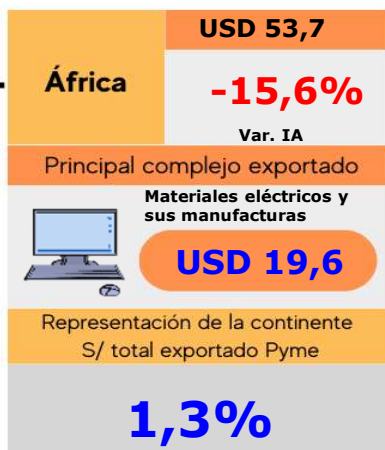 África
USD 53,7
-15,6%
Var. IA
Principal complejo exportado
Materiales eléctricos y
sus manufacturas
USD 19,6
Representación de la continente
S/ total exportado Pyme
1,3%